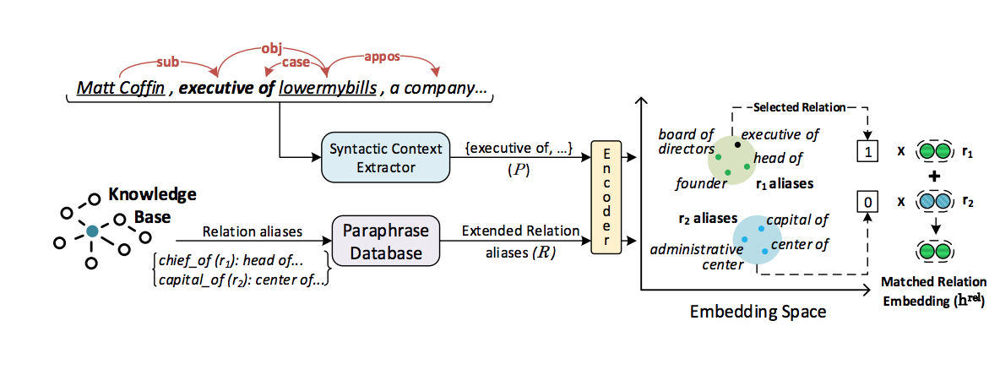 sub
obj
case
appos
Matt Coffin , executive of lowermybills , a company...
Syntactic Context
Extractor
{executive of, ...}
(P)
Knowledge
Base
Relation aliases
chief_of (r1): head of...
capital_of (r2): center of...
Paraphrase
Database
Extended Relation
aliases (R)
Encoder
Selected Relation
board of
directors
executive of
head of
founder
r1 aliases
r2 aliases
capital of
center of
administrative
center
Embedding Space
1
x
r1
+
0
x
r2
Matched Relation
Embedding (h^rel)